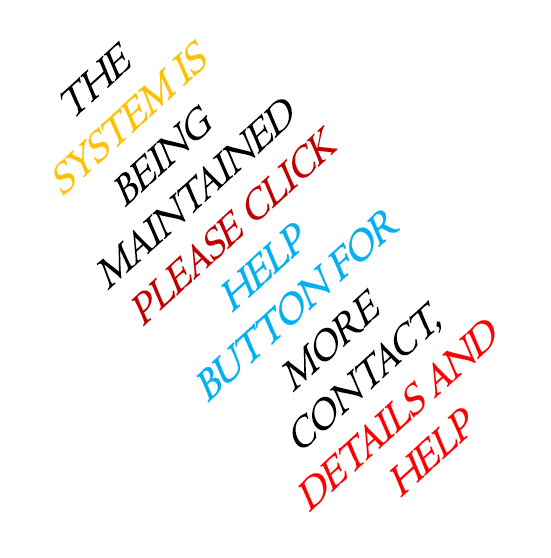 THE
SYSTEM IS
BEING
MAINTAINED
PLEASE CLICK
HELP
BUTTON FOR
MORE
CONTACT,
DETAILS AND
HELP